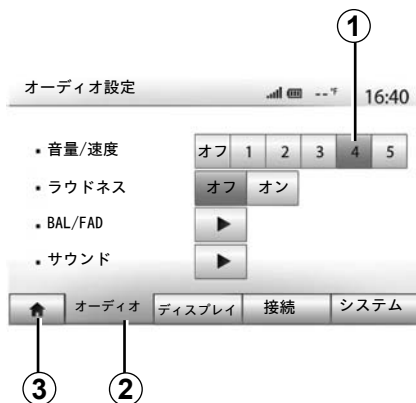 1
オーディオ設定 --°F 16:40
・音量/速度 オフ 1 2 3 4 5
・ラウドネス オフ オン
・BAL/FAD
・サウンド
オーディオ ディスプレイ 接続 システム
3 2